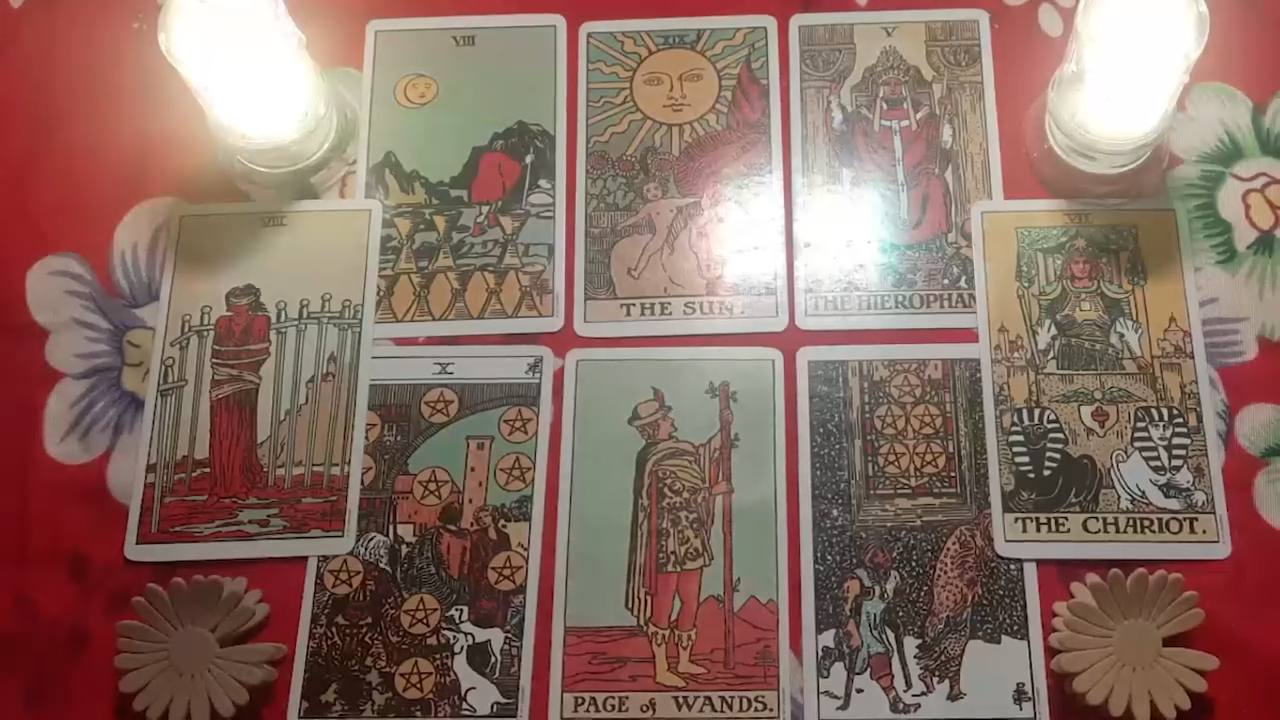 VIII
XIX
V
THE SUN.
THE HIEROPHAN
VIII
VII
THE CHARIOT.
X
PAGE of WANDS.